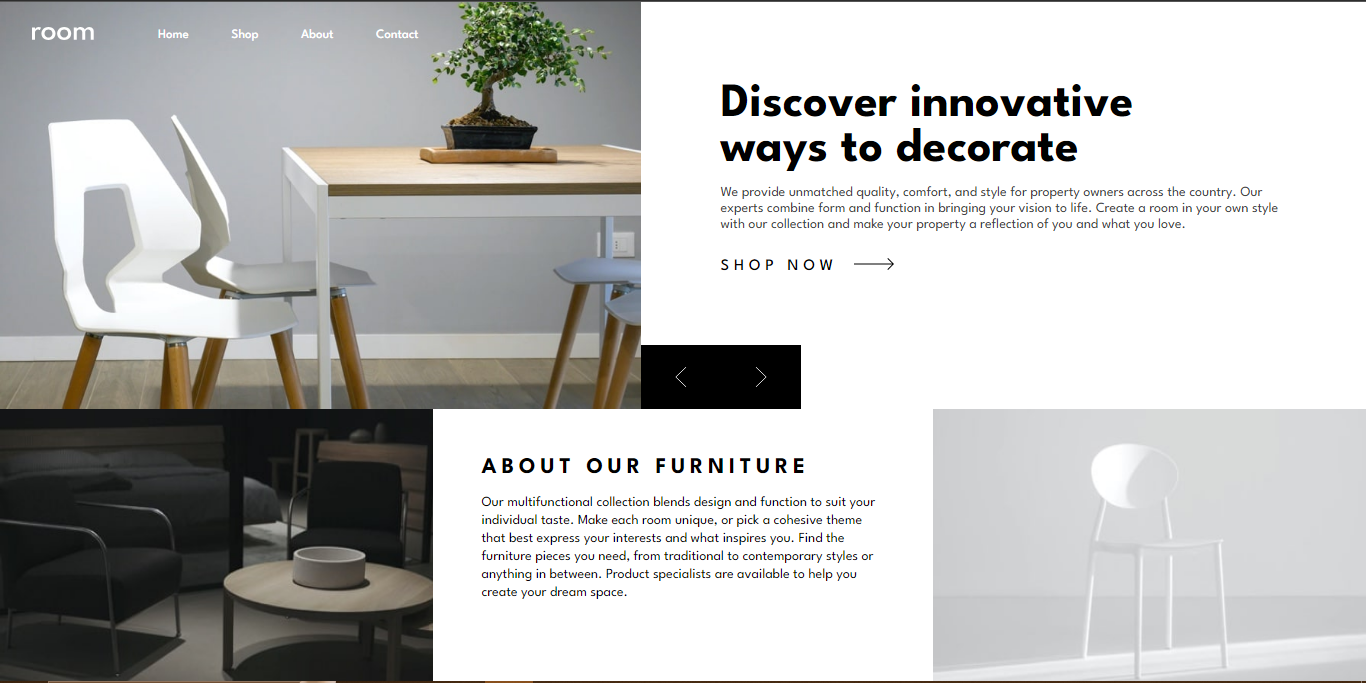 room
Home Shop About Contact
Discover innovative
ways to decorate
We provide unmatched quality, comfort, and style for property owners across the country. Our
experts combine form and function in bringing your vision to life. Create a room in your own style
with our collection and make your property a reflection of you and what you love.
SHOP NOW
ABOUT OUR FURNITURE
Our multifunctional collection blends design and function to suit your
individual taste. Make each room unique, or pick a cohesive theme
that best express your interests and what inspires you. Find the
furniture pieces you need, from traditional to contemporary styles or
anything in between. Product specialists are available to help you
create your dream space.